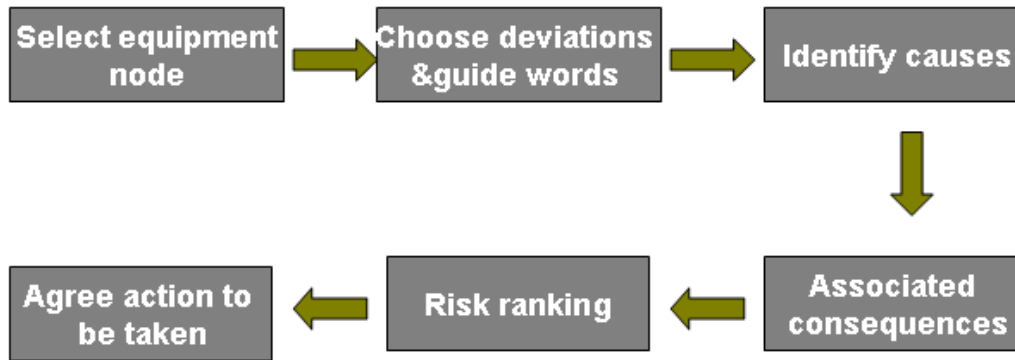 Select equipment
node
Choose deviations
&guide words
Identify causes
Associated
consequences
Risk ranking
Agree action to
be taken